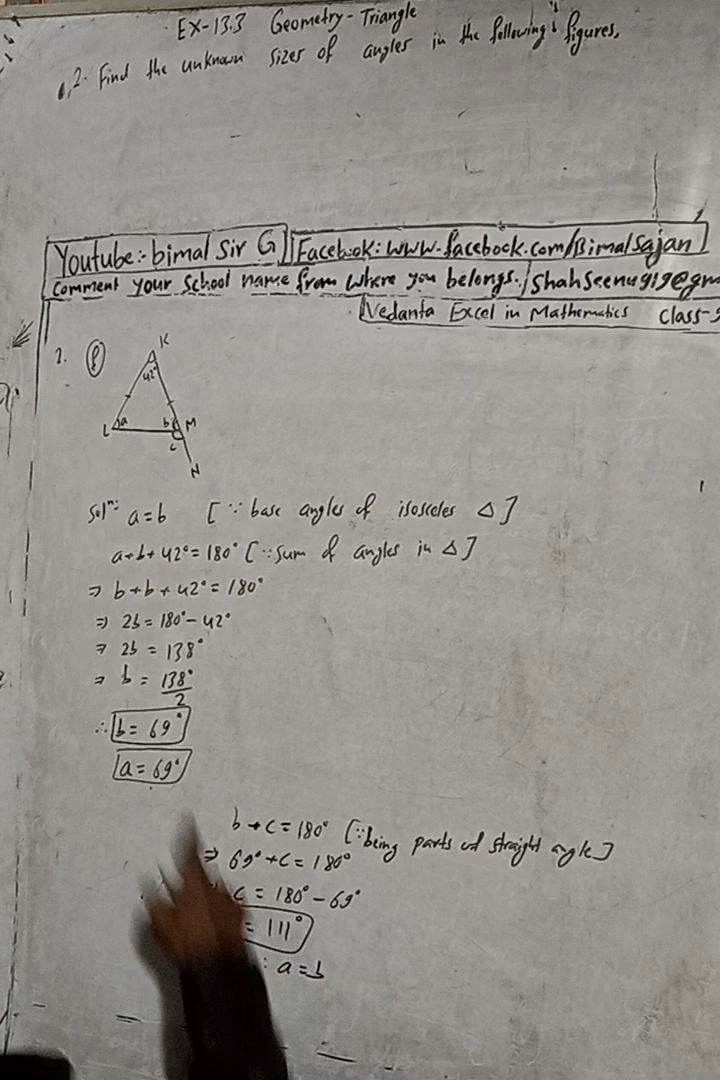 EX-13.3 Geometry-Triangle
2. Find the unknown sizes of angles in the following figures.
Youtube:- bimal Sir G Facebook: www.facebook.com/Bimalsajan
Comment your School name from where you belongs. / Shahseenu919@gm
Vedanta Excel in Mathematics Class-
2.
K
42°
L a b M
c
N
Solⁿ: a=b [∵ base angles of isosceles Δ]
a+b+42°=180° [∵ Sum of angles in Δ]
⇒ b+b+42°=180°
⇒ 2b=180°-42°
⇒ 2b = 138°
⇒ b = 138°
2
∴ b= 69°
a=69°
b+c=180° [∵ being parts of straight angle]
⇒ 69°+c= 180°
c = 180°-69°
= 111°
: a=b